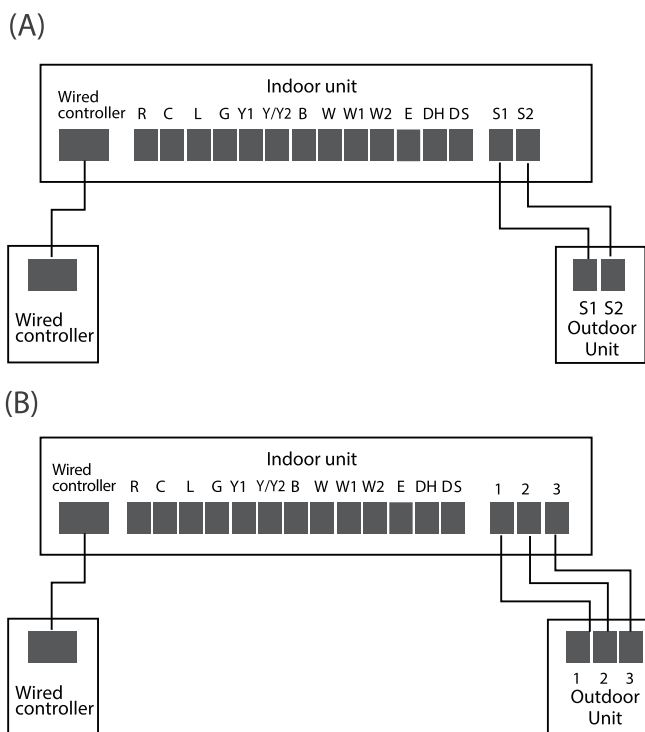 (A)
Indoor unit
Wired
controller
R C L G Y1 Y/Y2 B W W1 W2 E DH DS S1 S2
Wired
controller
S1 S2
Outdoor
Unit
(B)
Indoor unit
Wired
controller
R C L G Y1 Y/Y2 B W W1 W2 E DH DS 1 2 3
Wired
controller
1 2 3
Outdoor
Unit